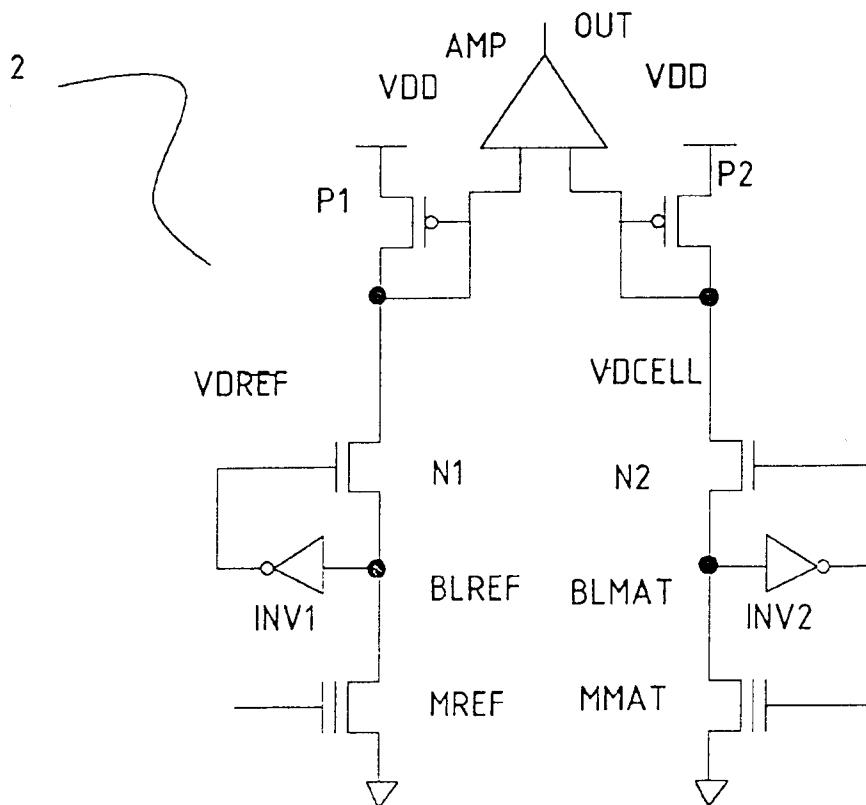 OUT
AMP
2
VDD
VDD
P1
P2
VDREF
VDCELL
N1
N2
INV1
BLREF
BLMAT
INV2
MREF
MMAT